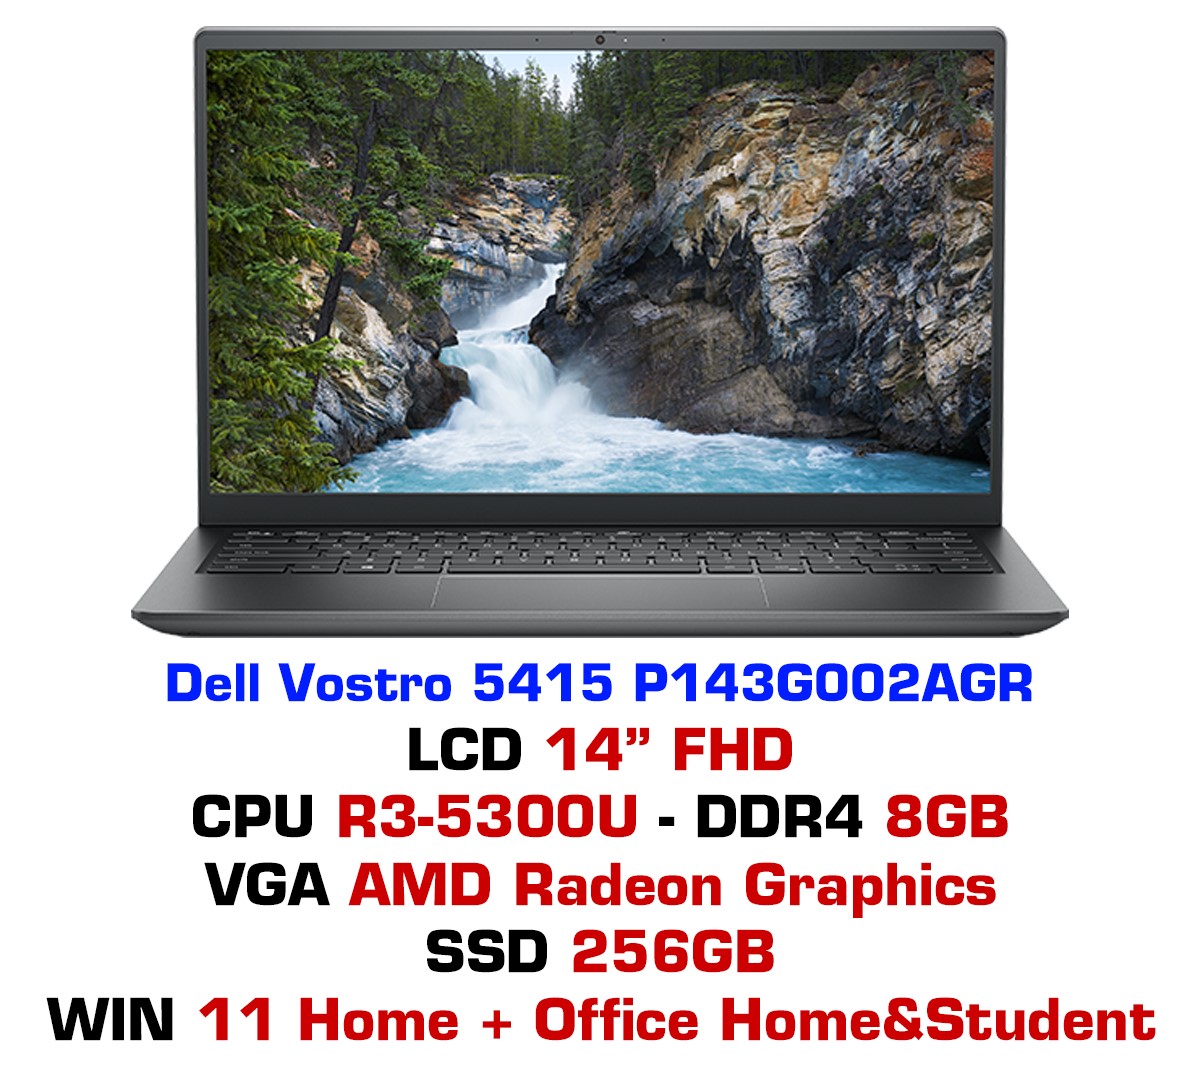 Dell Vostro 5415 P143G002AGR
LCD 14” FHD
CPU R3-5300U - DDR4 8GB
VGA AMD Radeon Graphics
SSD 256GB
WIN 11 Home + Office Home&Student